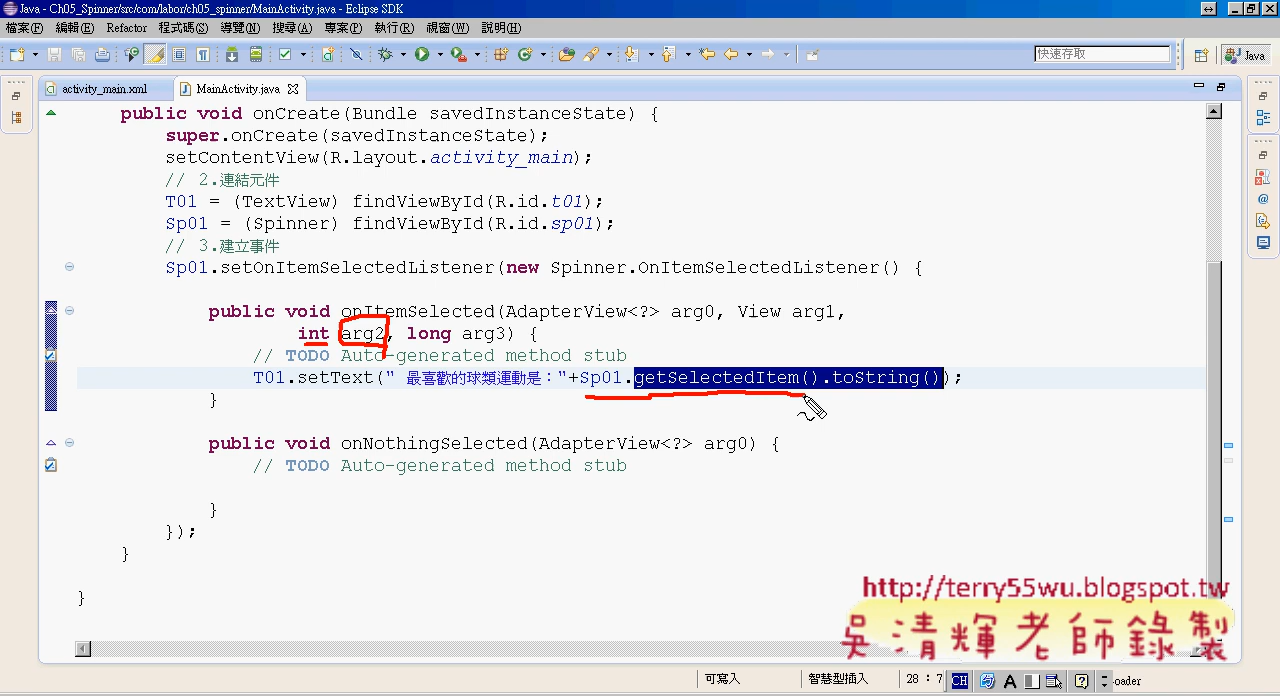 Java - Ch05_Spinner/src/com/labor/ch05_spinner/MainActivity.java - Eclipse SDK
檔案(F) 編輯(E) Refactor 程式碼(S) 導覽(N) 搜尋(A) 專案(P) 執行(R) 視窗(W) 說明(H)
快速存取
Java
activity_main.xml MainActivity.java
public void onCreate(Bundle savedInstanceState) {
super.onCreate(savedInstanceState);
setContentView(R.layout.activity_main);
// 2.連結元件
T01 = (TextView) findViewById(R.id.t01);
Sp01 = (Spinner) findViewById(R.id.sp01);
// 3.建立事件
Sp01.setOnItemSelectedListener(new Spinner.OnItemSelectedListener() {
public void onItemSelected(AdapterView<?> arg0, View arg1,
int arg2, long arg3) {
// TODO Auto-generated method stub
T01.setText(" 最喜歡的球類運動是："+Sp01.getSelectedItem().toString());
}
public void onNothingSelected(AdapterView<?> arg0) {
// TODO Auto-generated method stub
}
});
}
}
http://terry55wu.blogspot.tw
吳清輝老師錄製
可寫入 智慧型插入 28 : 7 CH A oader